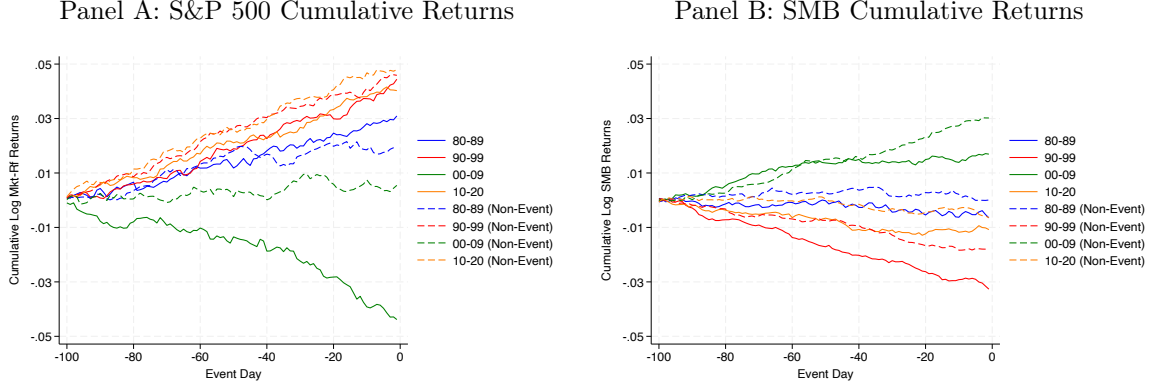 Panel A: S&P 500 Cumulative Returns
Cumulative Log Mkt-Rf Returns
.05
.03
.01
-.01
-.03
-.05
-100
-80
-60
-40
-20
0
Event Day
80-89
90-99
00-09
10-20
80-89 (Non-Event)
90-99 (Non-Event)
00-09 (Non-Event)
10-20 (Non-Event)
Panel B: SMB Cumulative Returns
Cumulative Log SMB Returns
.05
.03
.01
-.01
-.03
-.05
-100
-80
-60
-40
-20
0
Event Day
80-89
90-99
00-09
10-20
80-89 (Non-Event)
90-99 (Non-Event)
00-09 (Non-Event)
10-20 (Non-Event)